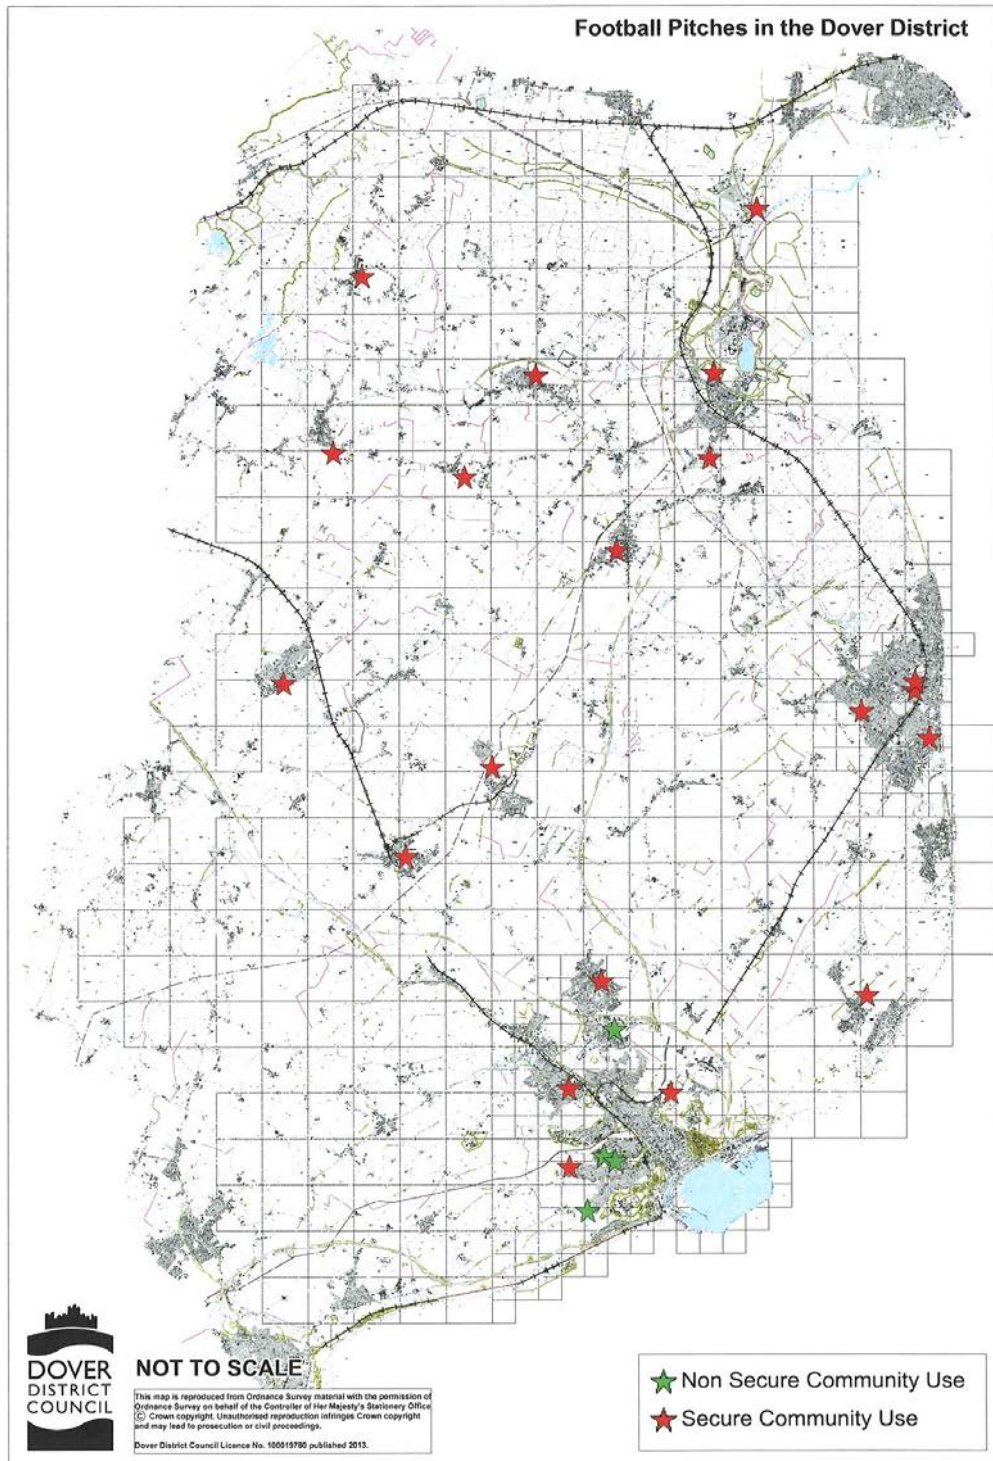 Football Pitches in the Dover District
DOVER
DISTRICT
COUNCIL
NOT TO SCALE
This map is reproduced from Ordnance Survey material with the permission of
Ordnance Survey on behalf of the Controller of Her Majesty's Stationery Office
© Crown copyright. Unauthorised reproduction infringes Crown copyright
and may lead to prosecution or civil proceedings.
Dover District Council Licence No. 100019780 published 2013.
Non Secure Community Use
Secure Community Use